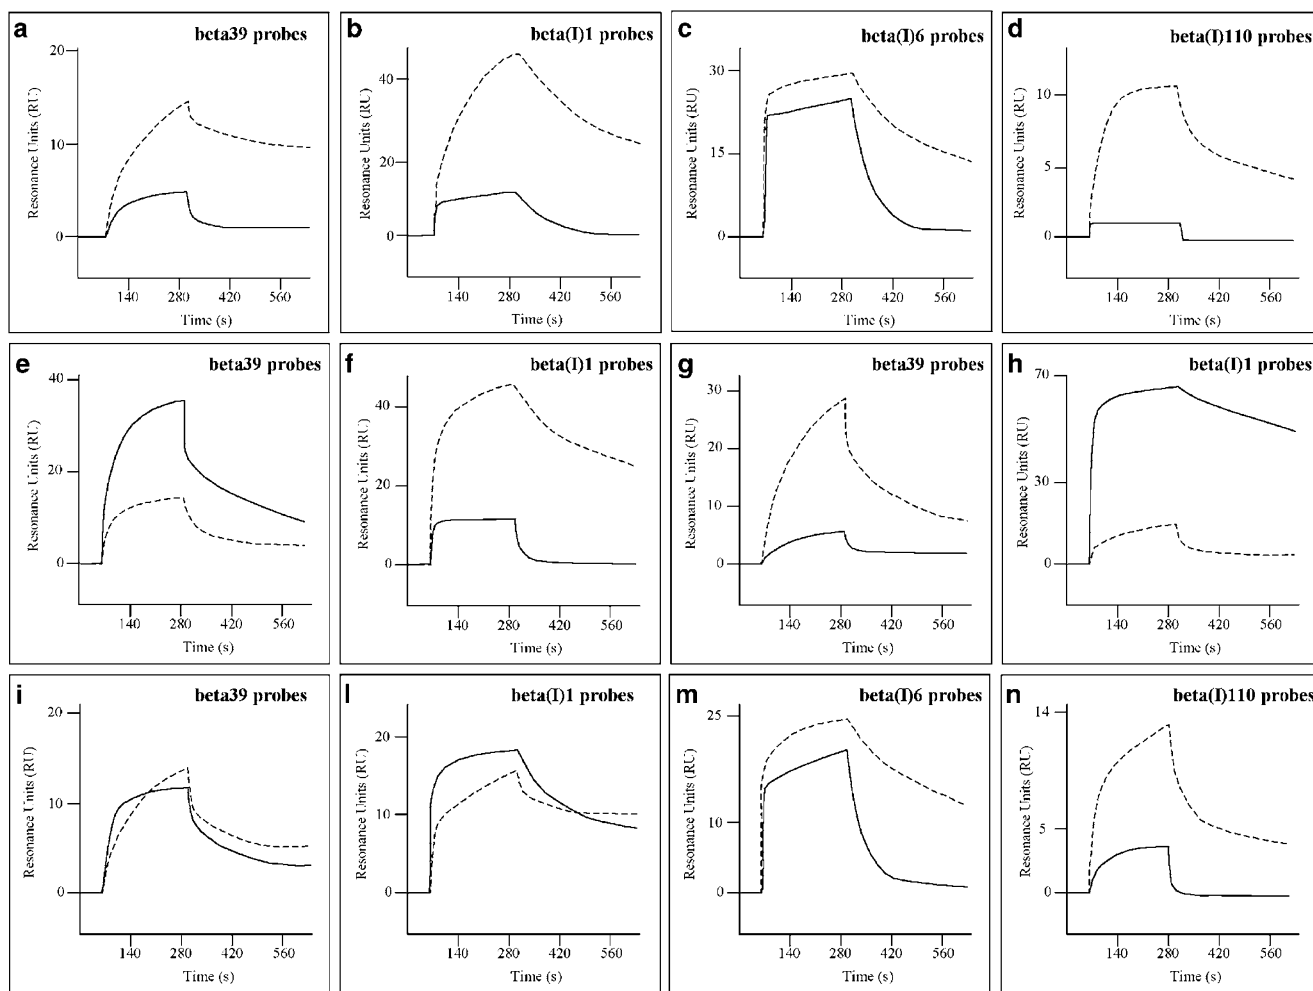 a
beta39 probes
20
10
0
Resonance Units (RU)
140 280 420 560
Time (s)
b
beta(I)1 probes
40
20
0
Resonance Units (RU)
140 280 420 560
Time (s)
c
beta(I)6 probes
30
15
0
Resonance Units (RU)
140 280 420 560
Time (s)
d
beta(I)110 probes
10
5
0
Resonance Units (RU)
140 280 420 560
Time (s)
e
beta39 probes
40
20
0
Resonance Units (RU)
140 280 420 560
Time (s)
f
beta(I)1 probes
40
20
0
Resonance Units (RU)
140 280 420 560
Time (s)
g
beta39 probes
30
20
10
0
Resonance Units (RU)
140 280 420 560
Time (s)
h
beta(I)1 probes
70
30
0
Resonance Units (RU)
140 280 420 560
Time (s)
i
beta39 probes
20
10
0
Resonance Units (RU)
140 280 420 560
Time (s)
l
beta(I)1 probes
20
10
0
Resonance Units (RU)
140 280 420 560
Time (s)
m
beta(I)6 probes
25
10
0
Resonance Units (RU)
140 280 420 560
Time (s)
n
beta(I)110 probes
14
5
0
Resonance Units (RU)
140 280 420 560
Time (s)